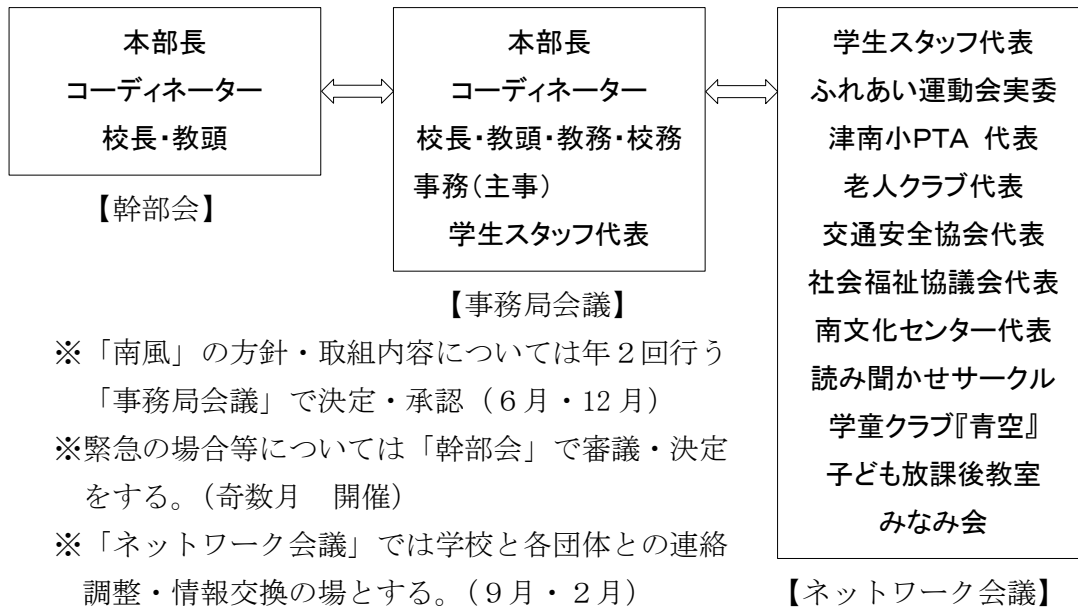 本部長
コーディネーター
校長・教頭
【幹部会】
本部長
コーディネーター
校長・教頭・教務・校務
事務(主事)
学生スタッフ代表
【事務局会議】
学生スタッフ代表
ふれあい運動会実委
津南小PTA 代表
老人クラブ代表
交通安全協会代表
社会福祉協議会代表
南文化センター代表
読み聞かせサークル
学童クラブ『青空』
子ども放課後教室
みなみ会
【ネットワーク会議】
※「南風」の方針・取組内容については年2回行う
「事務局会議」で決定・承認(6月・12月)
※緊急の場合等については「幹部会」で審議・決定
をする。(奇数月 開催)
※「ネットワーク会議」では学校と各団体との連絡
調整・情報交換の場とする。(9月・2月)